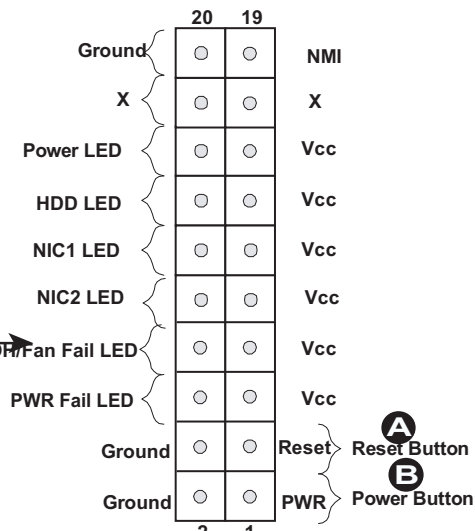 20 19
Ground NMI
X X
Power LED Vcc
HDD LED Vcc
NIC1 LED Vcc
NIC2 LED Vcc
/Fan Fail LED Vcc
PWR Fail LED Vcc
A
Ground Reset Reset Button
B
Ground PWR Power Button
2 1